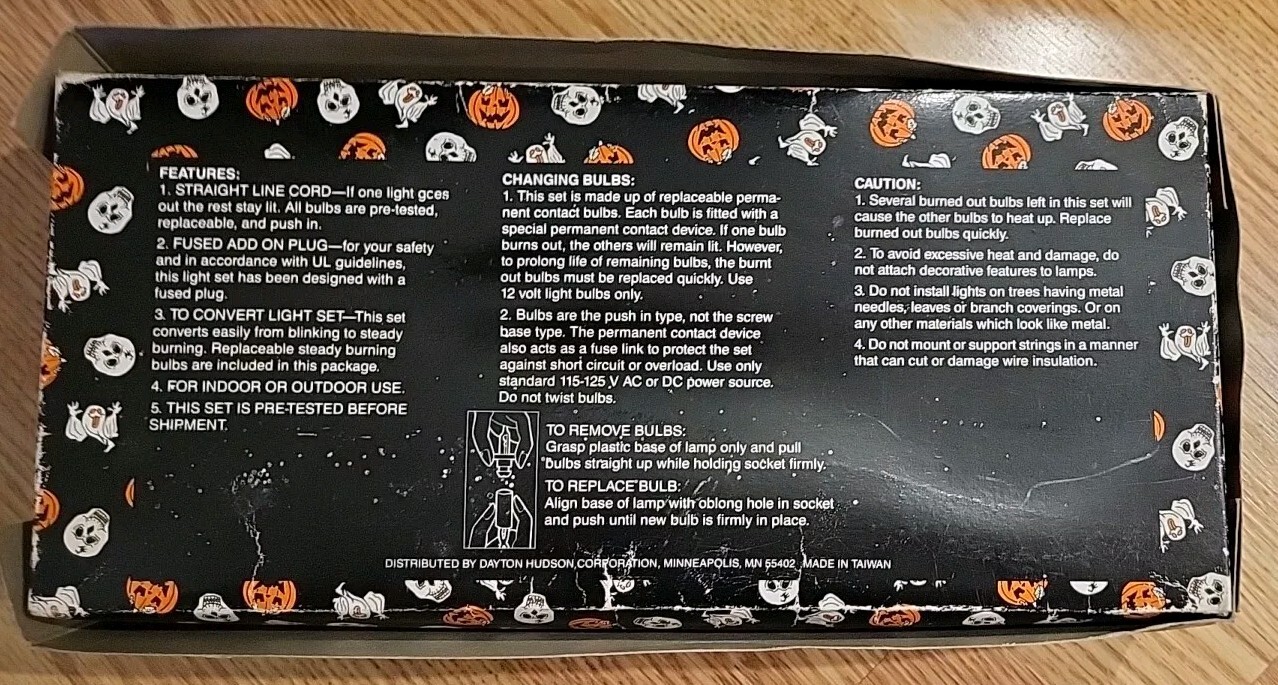 FEATURES:
1. STRAIGHT LINE CORD—If one light goes
out the rest stay lit. All bulbs are pre-tested,
replaceable, and push in.
2. FUSED ADD ON PLUG—for your safety
and in accordance with UL guidelines,
this light set has been designed with a
fused plug.
3. TO CONVERT LIGHT SET—This set
converts easily from blinking to steady
burning. Replaceable steady burning
bulbs are included in this package.
4. FOR INDOOR OR OUTDOOR USE.
5. THIS SET IS PRE-TESTED BEFORE
SHIPMENT.
CHANGING BULBS:
1. This set is made up of replaceable perma-
nent contact bulbs. Each bulb is fitted with a
special permanent contact device. If one bulb
burns out, the others will remain lit. However,
to prolong life of remaining bulbs, the burnt
out bulbs must be replaced quickly. Use
12 volt light bulbs only.
2. Bulbs are the push in type, not the screw
base type. The permanent contact device
also acts as a fuse link to protect the set
against short circuit or overload. Use only
standard 115-125 V AC or DC power source.
Do not twist bulbs.
TO REMOVE BULBS:
Grasp plastic base of lamp only and pull
bulbs straight up while holding socket firmly.
TO REPLACE BULB:
Align base of lamp with oblong hole in socket
and push until new bulb is firmly in place.
CAUTION:
1. Several burned out bulbs left in this set will
cause the other bulbs to heat up. Replace
burned out bulbs quickly.
2. To avoid excessive heat and damage, do
not attach decorative features to lamps.
3. Do not install lights on trees having metal
needles, leaves or branch coverings. Or on
any other materials which look like metal.
4. Do not mount or support strings in a manner
that can cut or damage wire insulation.
DISTRIBUTED BY DAYTON HUDSON CORPORATION, MINNEAPOLIS, MN 55402 MADE IN TAIWAN